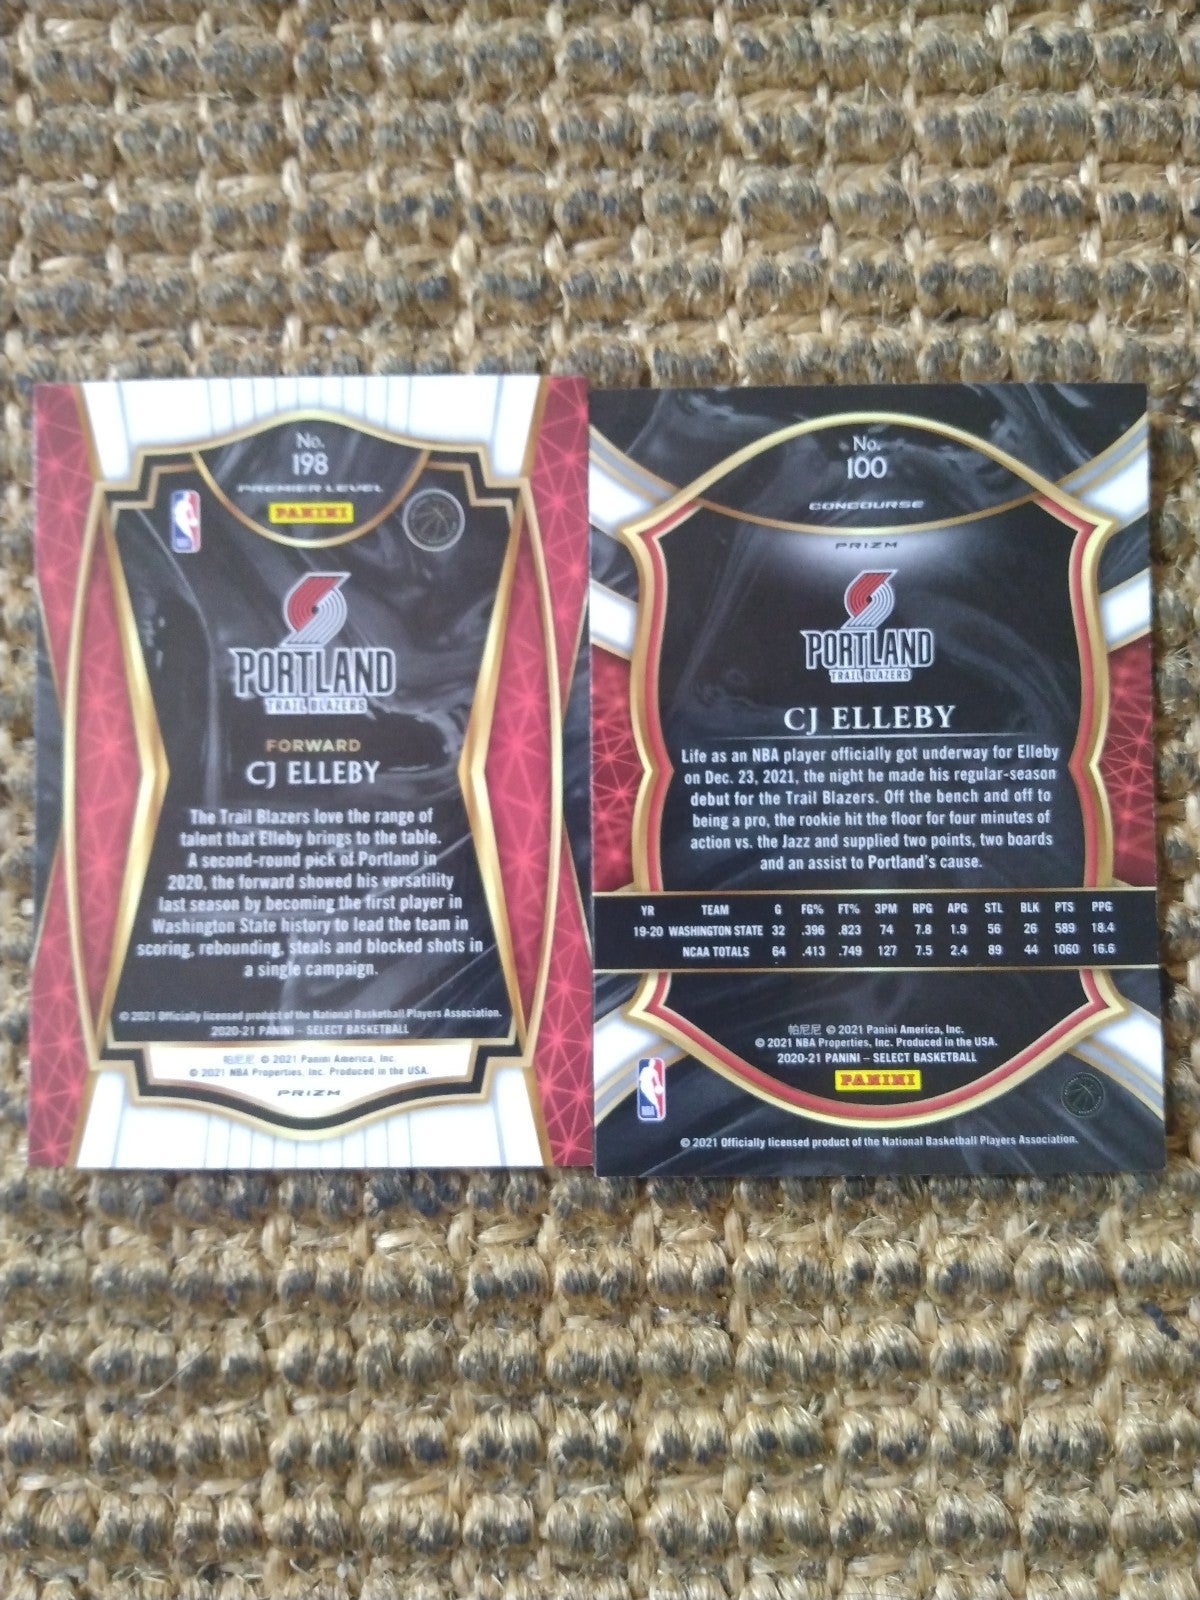 No.
198
PREMIER LEVEL
PANINI
PORTLAND
TRAIL BLAZERS
FORWARD
CJ ELLEBY
The Trail Blazers love the range of
talent that Elleby brings to the table.
A second-round pick of Portland in
2020, the forward showed his versatility
last season by becoming the first player in
Washington State history to lead the team in
scoring, rebounding, steals and blocked shots in
a single campaign.
© 2021 Officially licensed product of the National Basketball Players Association.
2020-21 PANINI – SELECT BASKETBALL
帕尼尼 © 2021 Panini America, Inc.
© 2021 NBA Properties, Inc. Produced in the USA.
PRIZM
No.
100
CONCOURSE
PRIZM
PORTLAND
TRAIL BLAZERS
CJ ELLEBY
Life as an NBA player officially got underway for Elleby
on Dec. 23, 2021, the night he made his regular-season
debut for the Trail Blazers. Off the bench and off to
being a pro, the rookie hit the floor for four minutes of
action vs. the Jazz and supplied two points, two boards
and an assist to Portland's cause.
YR TEAM G FG% FT% 3PM RPG APG STL BLK PTS PPG
19-20 WASHINGTON STATE 32 .396 .823 74 7.8 1.9 56 26 589 18.4
NCAA TOTALS 64 .413 .749 127 7.5 2.4 89 44 1060 16.6
帕尼尼 © 2021 Panini America, Inc.
© 2021 NBA Properties, Inc. Produced in the USA.
2020-21 PANINI – SELECT BASKETBALL
PANINI
NBA
© 2021 Officially licensed product of the National Basketball Players Association.